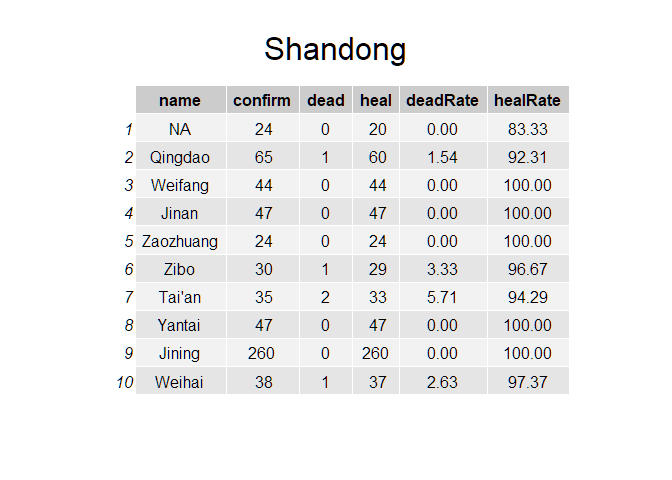 Shandong
name confirm dead heal deadRate healRate
1 NA 24 0 20 0.00 83.33
2 Qingdao 65 1 60 1.54 92.31
3 Weifang 44 0 44 0.00 100.00
4 Jinan 47 0 47 0.00 100.00
5 Zaozhuang 24 0 24 0.00 100.00
6 Zibo 30 1 29 3.33 96.67
7 Tai'an 35 2 33 5.71 94.29
8 Yantai 47 0 47 0.00 100.00
9 Jining 260 0 260 0.00 100.00
10 Weihai 38 1 37 2.63 97.37